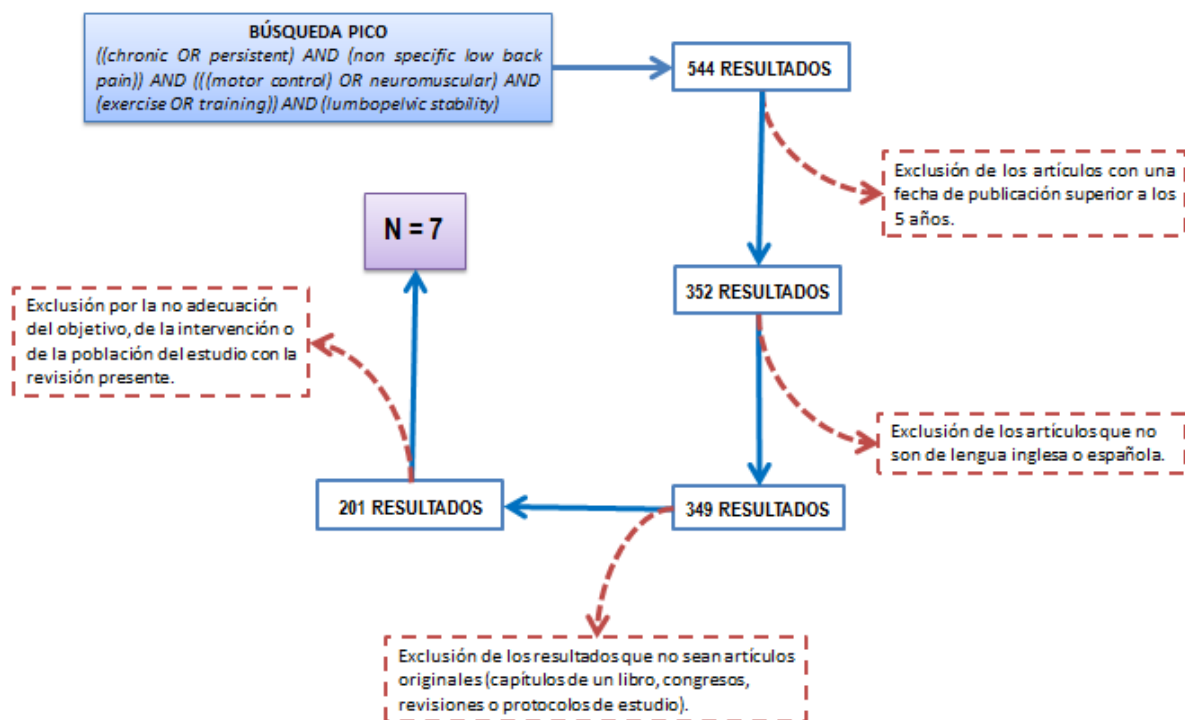 BÚSQUEDA PICO
((chronic OR persistent) AND (non specific low back
pain)) AND (((motor control) OR neuromuscular) AND
(exercise OR training)) AND (lumbopelvic stability)
544 RESULTADOS
Exclusión de los artículos con una
fecha de publicación superior a los
5 años.
352 RESULTADOS
Exclusión de los artículos que no
son de lengua inglesa o española.
349 RESULTADOS
Exclusión de los resultados que no sean artículos
originales (capítulos de un libro, congresos,
revisiones o protocolos de estudio).
201 RESULTADOS
Exclusión por la no adecuación
del objetivo, de la intervención o
de la población del estudio con la
revisión presente.
N = 7